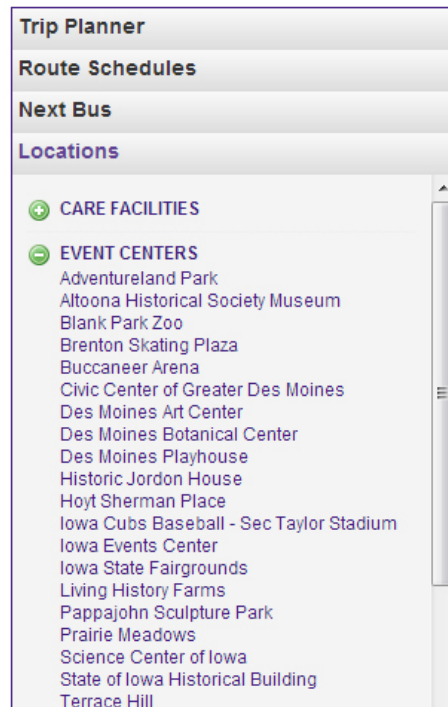 Trip Planner
Route Schedules
Next Bus
Locations
CARE FACILITIES
EVENT CENTERS
Adventureland Park
Altoona Historical Society Museum
Blank Park Zoo
Brenton Skating Plaza
Buccaneer Arena
Civic Center of Greater Des Moines
Des Moines Art Center
Des Moines Botanical Center
Des Moines Playhouse
Historic Jordon House
Hoyt Sherman Place
Iowa Cubs Baseball - Sec Taylor Stadium
Iowa Events Center
Iowa State Fairgrounds
Living History Farms
Pappajohn Sculpture Park
Prairie Meadows
Science Center of Iowa
State of Iowa Historical Building
Terrace Hill